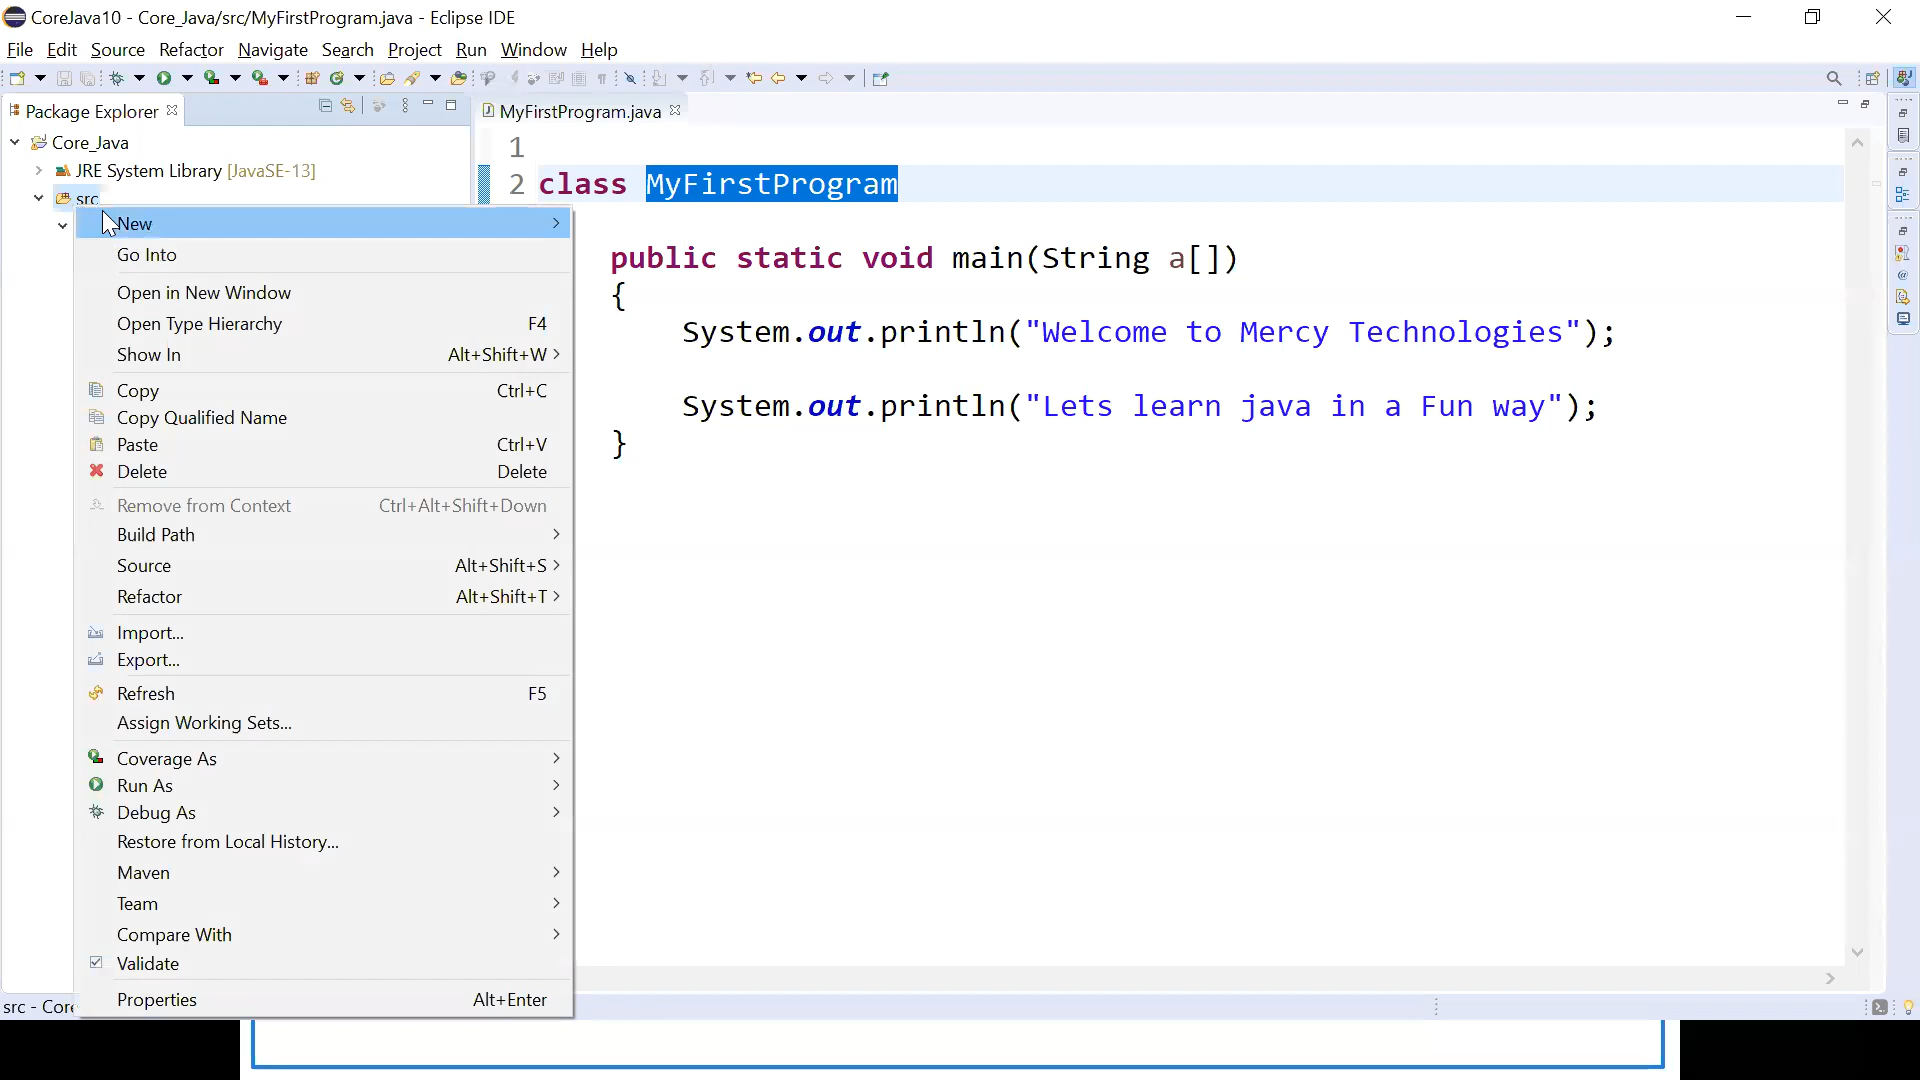 CoreJava10 - Core_Java/src/MyFirstProgram.java - Eclipse IDE
File Edit Source Refactor Navigate Search Project Run Window Help
Package Explorer
MyFirstProgram.java
Core_Java
JRE System Library [JavaSE-13]
src
New
Go Into
Open in New Window
Open Type Hierarchy F4
Show In Alt+Shift+W
Copy Ctrl+C
Copy Qualified Name
Paste Ctrl+V
Delete Delete
Remove from Context Ctrl+Alt+Shift+Down
Build Path
Source Alt+Shift+S
Refactor Alt+Shift+T
Import...
Export...
Refresh F5
Assign Working Sets...
Coverage As
Run As
Debug As
Restore from Local History...
Maven
Team
Compare With
Validate
Properties Alt+Enter
1
2 class MyFirstProgram
public static void main(String a[])
{
System.out.println("Welcome to Mercy Technologies");
System.out.println("Lets learn java in a Fun way");
}
src - Core